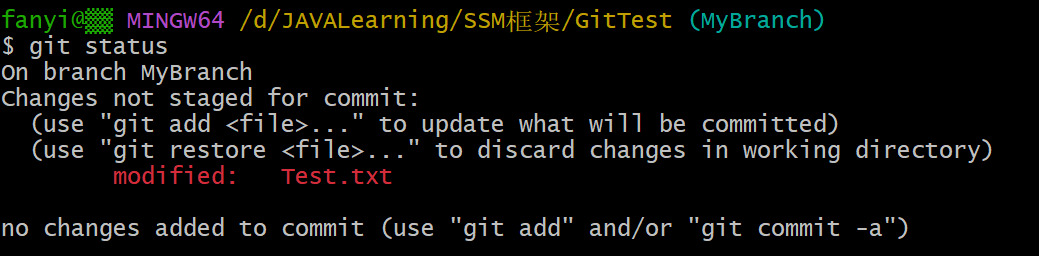 fanyi@▒▒ MINGW64 /d/JAVALearning/SSM框架/GitTest (MyBranch)
$ git status
On branch MyBranch
Changes not staged for commit:
  (use "git add <file>..." to update what will be committed)
  (use "git restore <file>..." to discard changes in working directory)
        modified:   Test.txt

no changes added to commit (use "git add" and/or "git commit -a")